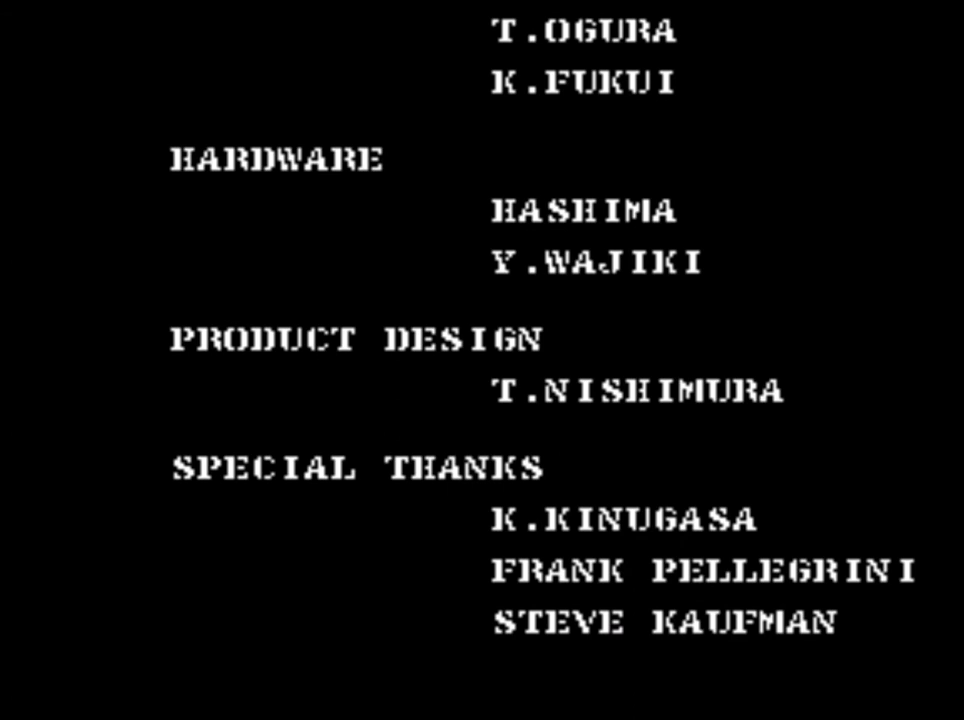 T.OGURA
K.FUKUI
HARDWARE
HASHIMA
Y.WAJIKI
PRODUCT DESIGN
T.NISHIMURA
SPECIAL THANKS
K.KINUGASA
FRANK PELLEGRINI
STEVE KAUFMAN